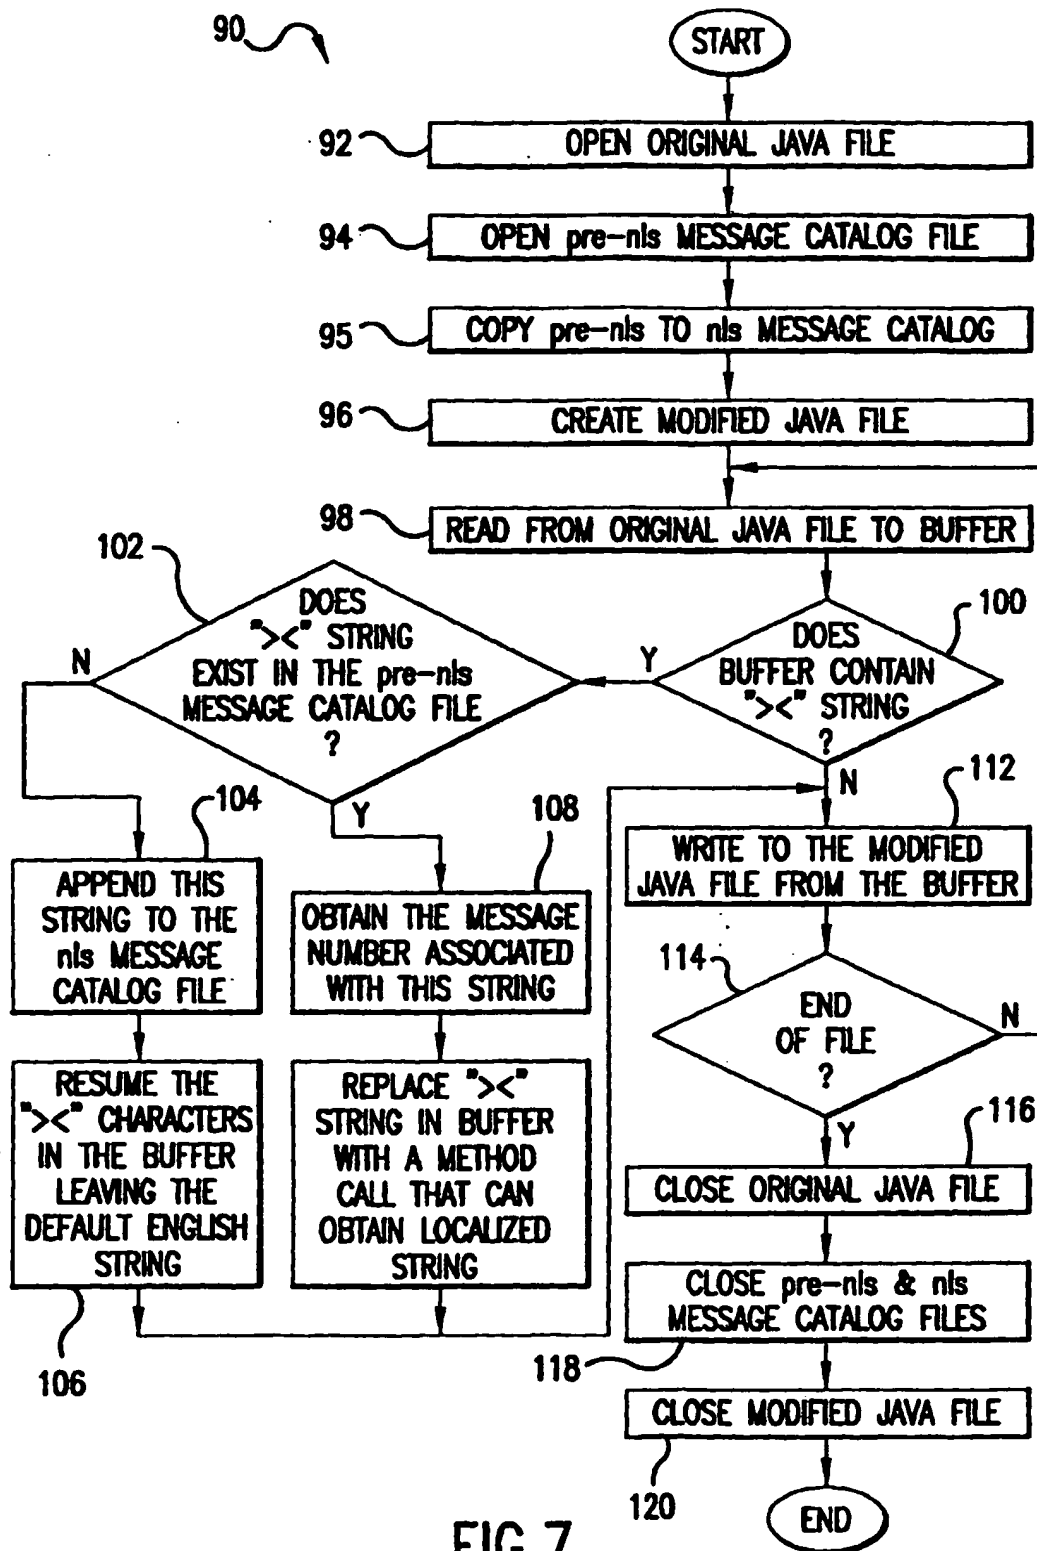 90
START
92
OPEN ORIGINAL JAVA FILE
94
OPEN pre-nls MESSAGE CATALOG FILE
95
COPY pre-nls TO nls MESSAGE CATALOG
96
CREATE MODIFIED JAVA FILE
98
READ FROM ORIGINAL JAVA FILE TO BUFFER
102
DOES
"><" STRING
EXIST IN THE pre-nls
MESSAGE CATALOG FILE
?
N
Y
100
DOES
BUFFER CONTAIN
"><" STRING
?
Y
N
104
APPEND THIS
STRING TO THE
nls MESSAGE
CATALOG FILE
108
OBTAIN THE MESSAGE
NUMBER ASSOCIATED
WITH THIS STRING
112
WRITE TO THE MODIFIED
JAVA FILE FROM THE BUFFER
114
END
OF FILE
?
N
Y
RESUME THE
"><" CHARACTERS
IN THE BUFFER
LEAVING THE
DEFAULT ENGLISH
STRING
106
REPLACE "><"
STRING IN BUFFER
WITH A METHOD
CALL THAT CAN
OBTAIN LOCALIZED
STRING
116
CLOSE ORIGINAL JAVA FILE
CLOSE pre-nls & nls
MESSAGE CATALOG FILES
118
CLOSE MODIFIED JAVA FILE
120
END
FIG.7